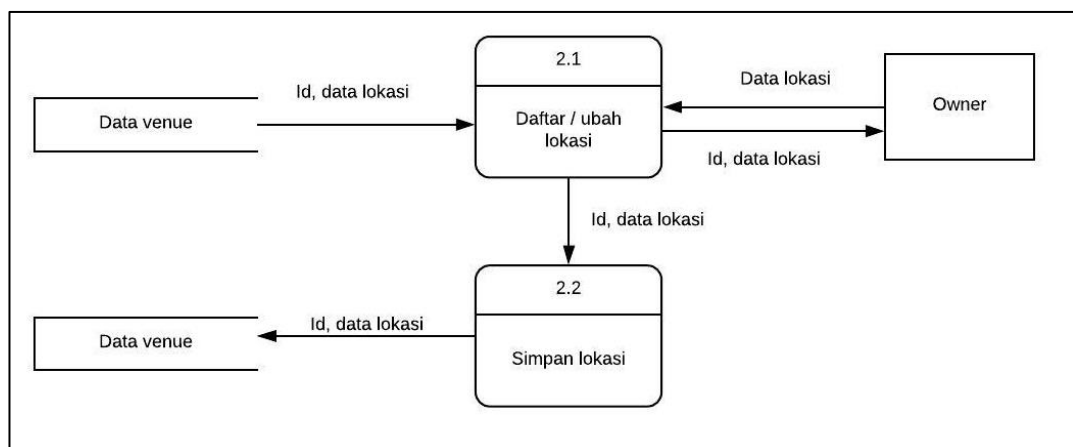 2.1
Id, data lokasi
Data lokasi
Data venue
Daftar / ubah
lokasi
Owner
Id, data lokasi
Id, data lokasi
2.2
Id, data lokasi
Data venue
Simpan lokasi